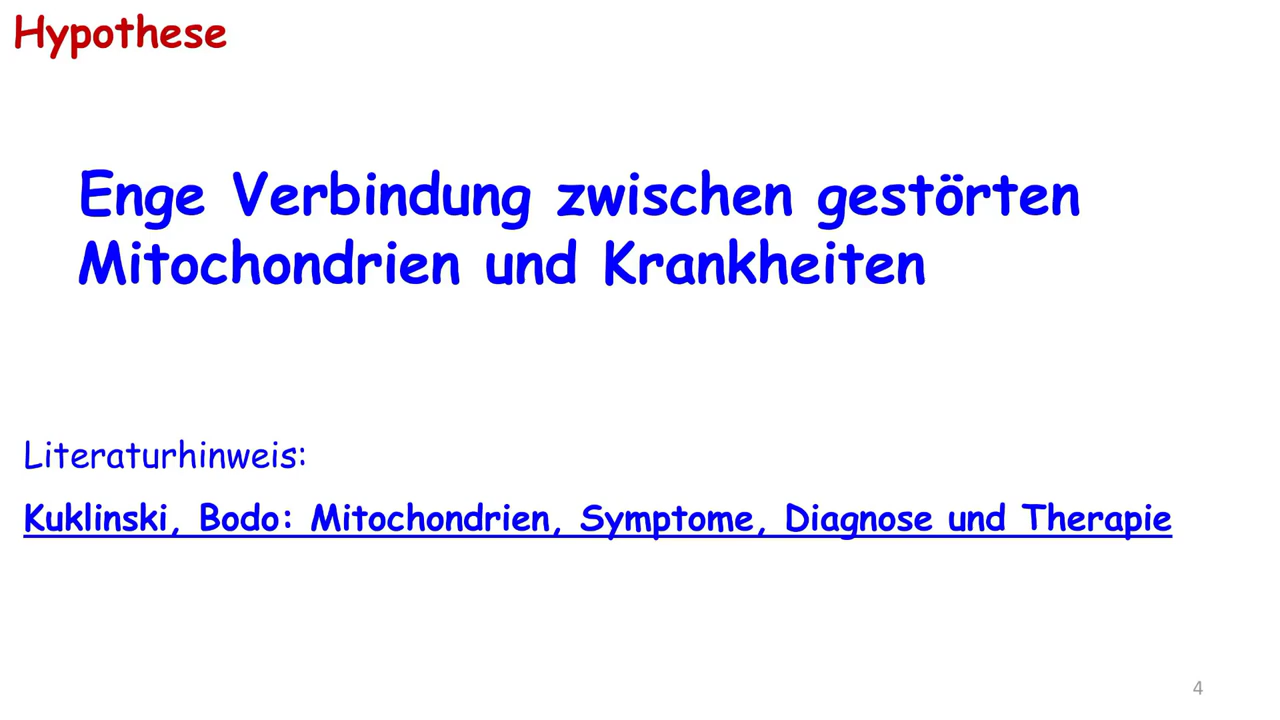 Hypothese
Enge Verbindung zwischen gestörten
Mitochondrien und Krankheiten
Literaturhinweis:
Kuklinski, Bodo: Mitochondrien, Symptome, Diagnose und Therapie
4